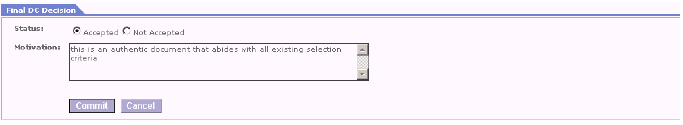 Final DC Decision
Status: Accepted Not Accepted
Motivation: this is an authentic document that abides with all existing selection
criteria
Commit Cancel